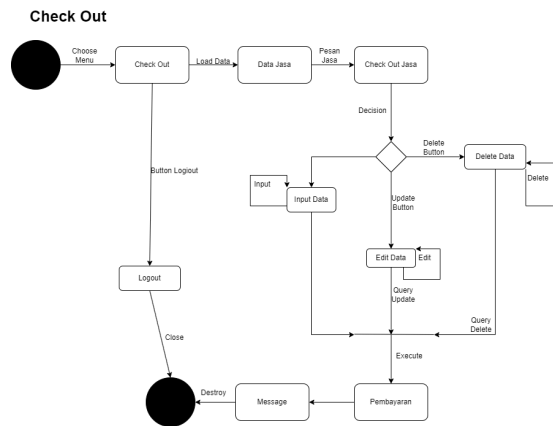 Check Out
Choose
Menu
Check Out
Load Data
Data Jasa
Pesan
Jasa
Check Out Jasa
Decision
Delete
Button
Delete Data
Delete
Button Logiout
Input
Input Data
Update
Button
Edit Data
Edit
Logout
Query
Update
Query
Delete
Close
Execute
Destroy
Message
Pembayaran